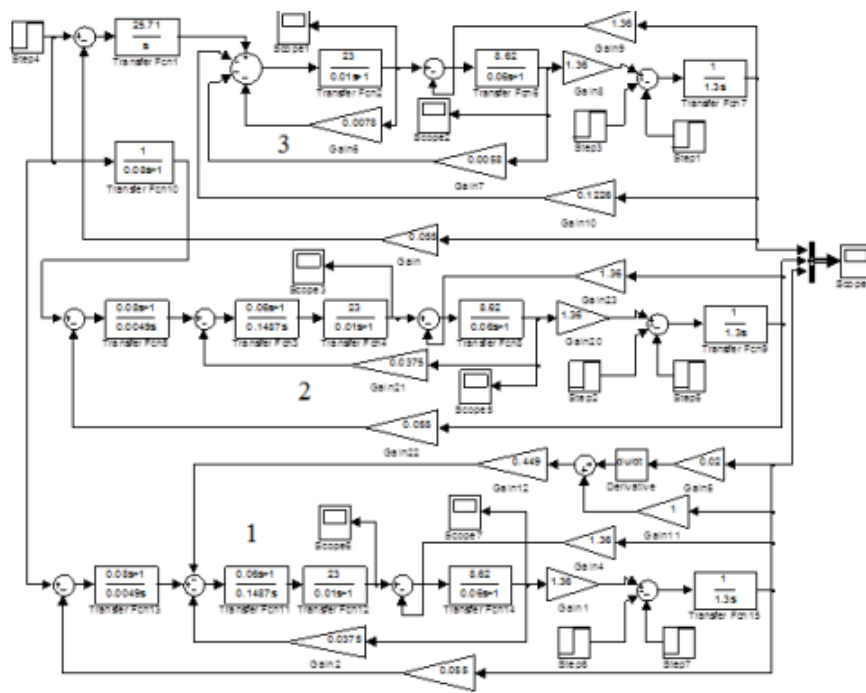 Step4
25.71
s
Transfer Fcn1
Scope1
23
0.01s+1
Transfer Fcn2
8.62
0.06s+1
Transfer Fcn6
1.36
Gain9
1.36
Gain8
1
1.3s
Transfer Fcn7
3
0.0078
Gain6
Scope2
Step3
Step1
0.0058
Gain7
1
0.08s+1
Transfer Fcn10
0.1226
Gain10
0.055
Gain
Scope
Scope3
1.36
Gain23
0.08s+1
0.0049s
Transfer Fcn5
0.06s+1
0.1487s
Transfer Fcn3
23
0.01s+1
Transfer Fcn4
8.62
0.06s+1
Transfer Fcn8
1.36
Gain20
1
1.3s
Transfer Fcn9
0.0375
Gain21
2
Scope5
Step2
Step5
0.055
Gain22
0.449
Gain12
du/dt
Derivative
0.02
Gain5
1
Gain11
1
Scope6
Scope7
1.36
Gain4
0.08s+1
0.0049s
Transfer Fcn13
0.06s+1
0.1487s
Transfer Fcn11
23
0.01s+1
Transfer Fcn12
8.62
0.06s+1
Transfer Fcn14
1.36
Gain1
1
1.3s
Transfer Fcn15
0.0375
Gain2
Step6
Step7
0.055
Gain3